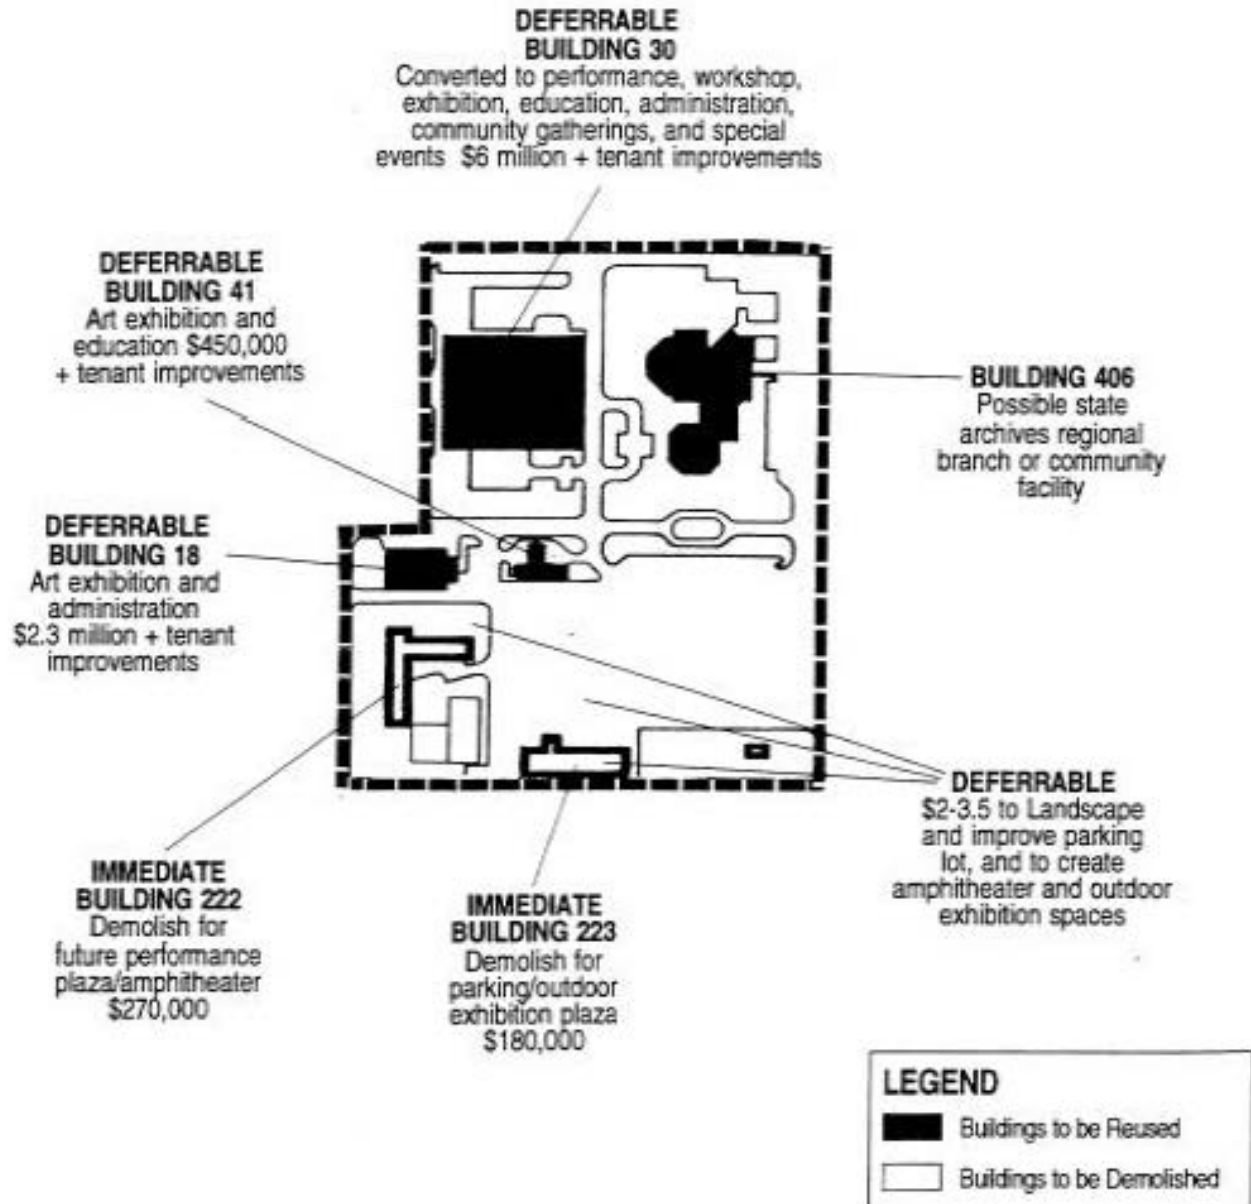 DEFERRABLE
BUILDING 30
Converted to performance, workshop,
exhibition, education, administration,
community gatherings, and special
events $6 million + tenant improvements
DEFERRABLE
BUILDING 41
Art exhibition and
education $450,000
+ tenant improvements
BUILDING 406
Possible state
archives regional
branch or community
facility
DEFERRABLE
BUILDING 18
Art exhibition and
administration
$2.3 million + tenant
improvements
DEFERRABLE
$2-3.5 to Landscape
and improve parking
lot, and to create
amphitheater and outdoor
exhibition spaces
IMMEDIATE
BUILDING 222
Demolish for
future performance
plaza/amphitheater
$270,000
IMMEDIATE
BUILDING 223
Demolish for
parking/outdoor
exhibition plaza
$180,000
LEGEND
Buildings to be Reused
Buildings to be Demolished